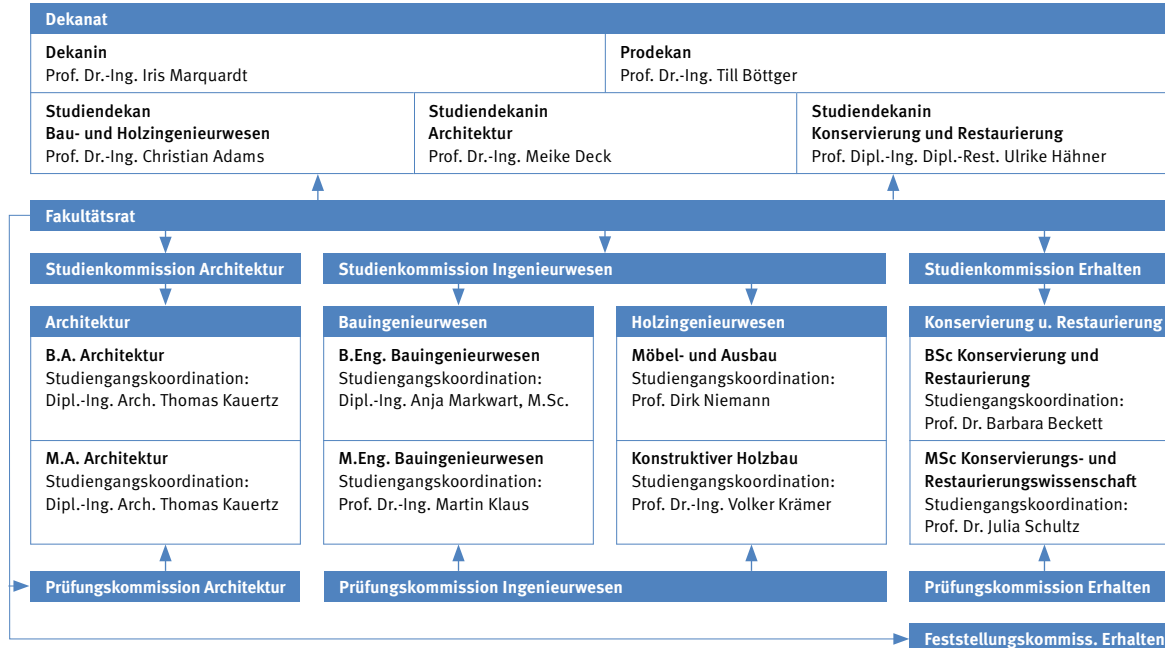 Dekanat
Dekanin
Prof. Dr.-Ing. Iris Marquardt
Prodekan
Prof. Dr.-Ing. Till Böttger
Studiendekan
Bau- und Holzingenieurwesen
Prof. Dr.-Ing. Christian Adams
Studiendekanin
Architektur
Prof. Dr.-Ing. Meike Deck
Studiendekanin
Konservierung und Restaurierung
Prof. Dipl.-Ing. Dipl.-Rest. Ulrike Hähner
Fakultätsrat
Studienkommission Architektur
Studienkommission Ingenieurwesen
Studienkommission Erhalten
Architektur
B.A. Architektur
Studiengangskoordination:
Dipl.-Ing. Arch. Thomas Kauertz
M.A. Architektur
Studiengangskoordination:
Dipl.-Ing. Arch. Thomas Kauertz
Bauingenieurwesen
B.Eng. Bauingenieurwesen
Studiengangskoordination:
Dipl.-Ing. Anja Markwart, M.Sc.
M.Eng. Bauingenieurwesen
Studiengangskoordination:
Prof. Dr.-Ing. Martin Klaus
Holzingenieurwesen
Möbel- und Ausbau
Studiengangskoordination:
Prof. Dirk Niemann
Konstruktiver Holzbau
Studiengangskoordination:
Prof. Dr.-Ing. Volker Krämer
Konservierung u. Restaurierung
BSc Konservierung und
Restaurierung
Studiengangskoordination:
Prof. Dr. Barbara Beckett
MSc Konservierungs- und
Restaurierungswissenschaft
Studiengangskoordination:
Prof. Dr. Julia Schultz
Prüfungskommission Architektur
Prüfungskommission Ingenieurwesen
Prüfungskommission Erhalten
Feststellungskommiss. Erhalten